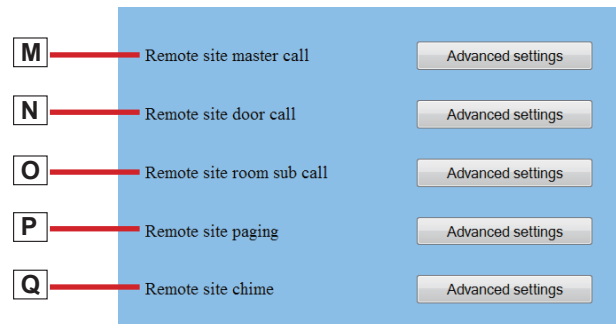 M Remote site master call Advanced settings
N Remote site door call Advanced settings
O Remote site room sub call Advanced settings
P Remote site paging Advanced settings
Q Remote site chime Advanced settings